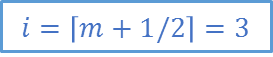 i = ⌈m + 1/2⌉ = 3